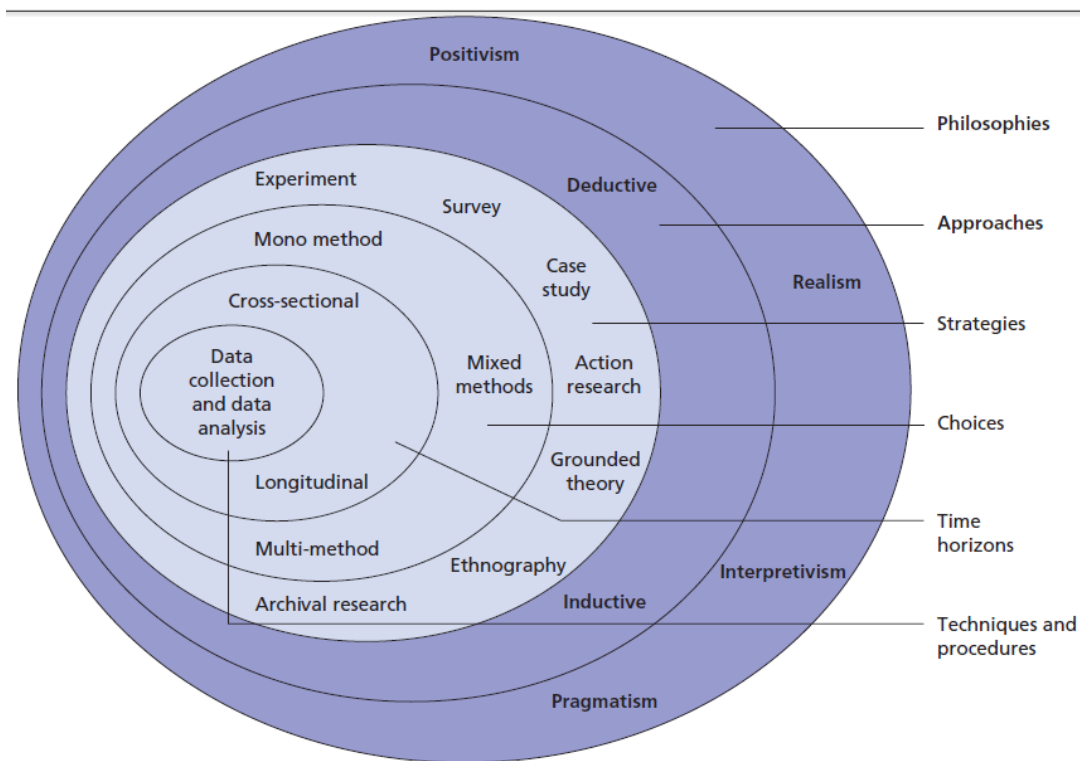 Positivism
Philosophies
Experiment
Deductive
Survey
Approaches
Mono method
Case
study
Realism
Cross-sectional
Strategies
Data
collection
and data
analysis
Mixed
methods
Action
research
Choices
Grounded
theory
Longitudinal
Time
horizons
Multi-method
Ethnography
Interpretivism
Archival research
Inductive
Techniques and
procedures
Pragmatism